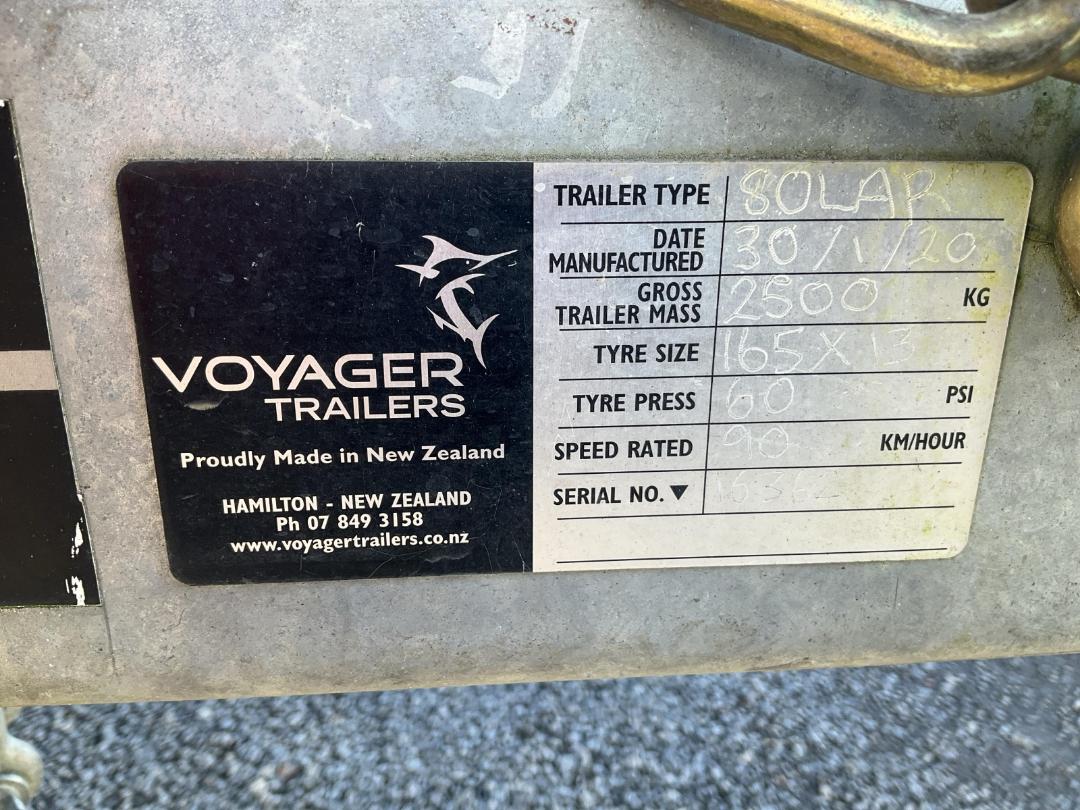 VOYAGER
TRAILERS
Proudly Made in New Zealand
HAMILTON - NEW ZEALAND
Ph 07 849 3158
www.voyagertrailers.co.nz
TRAILER TYPE SOLAR
DATE MANUFACTURED 30/1/20
GROSS TRAILER MASS 2500 KG
TYRE SIZE 165X13
TYRE PRESS 60 PSI
SPEED RATED 90 KM/HOUR
SERIAL NO. ▼